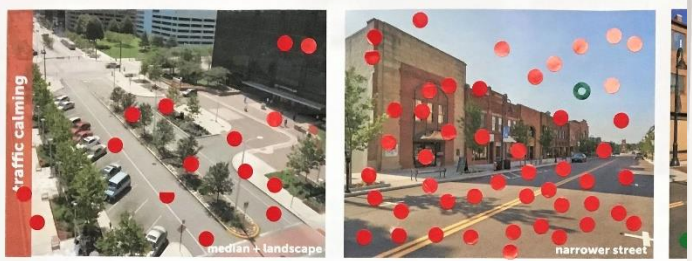 traffic calming
median + landscape
narrower street